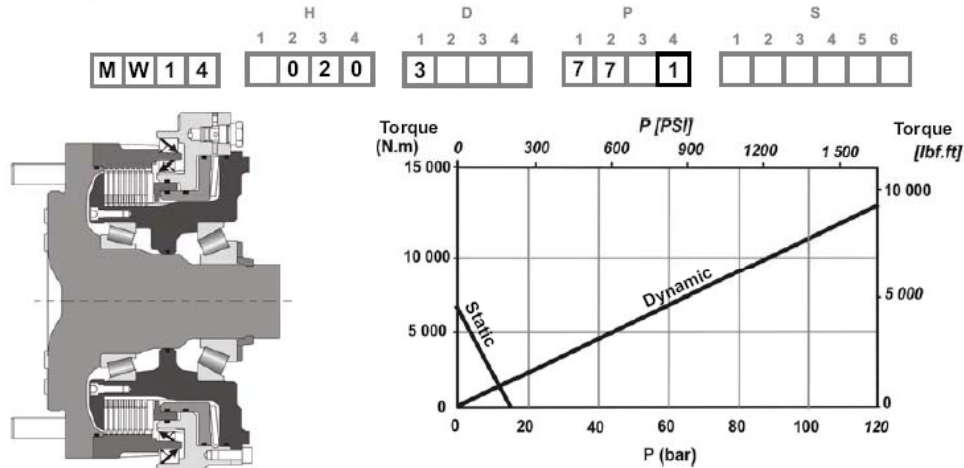 H D P S
1 2 3 4 1 2 3 4 1 2 3 4 1 2 3 4 5 6
M W 1 4 0 2 0 3 7 7 1
Torque (N.m)
P [PSI]
Torque [lbf.ft]
0 300 600 900 1200 1 500
15 000
10 000
5 000
0
10 000
5 000
0
Static
Dynamic
0 20 40 60 80 100 120
P (bar)